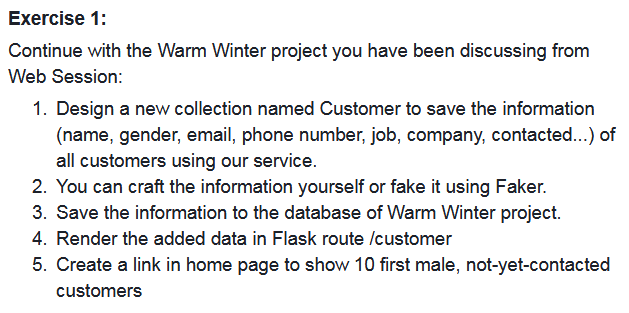 Exercise 1:
Continue with the Warm Winter project you have been discussing from
Web Session:
1. Design a new collection named Customer to save the information
(name, gender, email, phone number, job, company, contacted...) of
all customers using our service.
2. You can craft the information yourself or fake it using Faker.
3. Save the information to the database of Warm Winter project.
4. Render the added data in Flask route /customer
5. Create a link in home page to show 10 first male, not-yet-contacted
customers